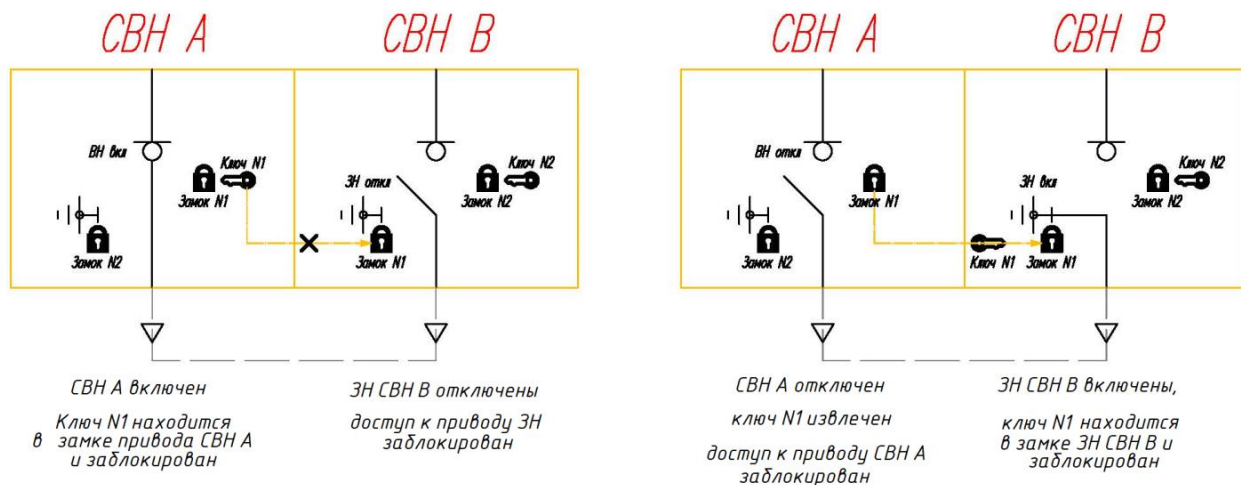 СВН А
СВН В
ВН вкл
Ключ N1
Замок N1
Замок N2
ЗН откл
Замок N1
Ключ N2
Замок N2
СВН А включен
Ключ N1 находится
в замке привода СВН А
и заблокирован
ЗН СВН В отключены
доступ к приводу ЗН
заблокирован
СВН А
СВН В
ВН откл
Замок N1
Замок N2
Ключ N1
ЗН вкл
Замок N1
Ключ N2
Замок N2
СВН А отключен
ключ N1 извлечен
доступ к приводу СВН А
заблокирован
ЗН СВН В включены,
ключ N1 находится
в замке ЗН СВН В и
заблокирован